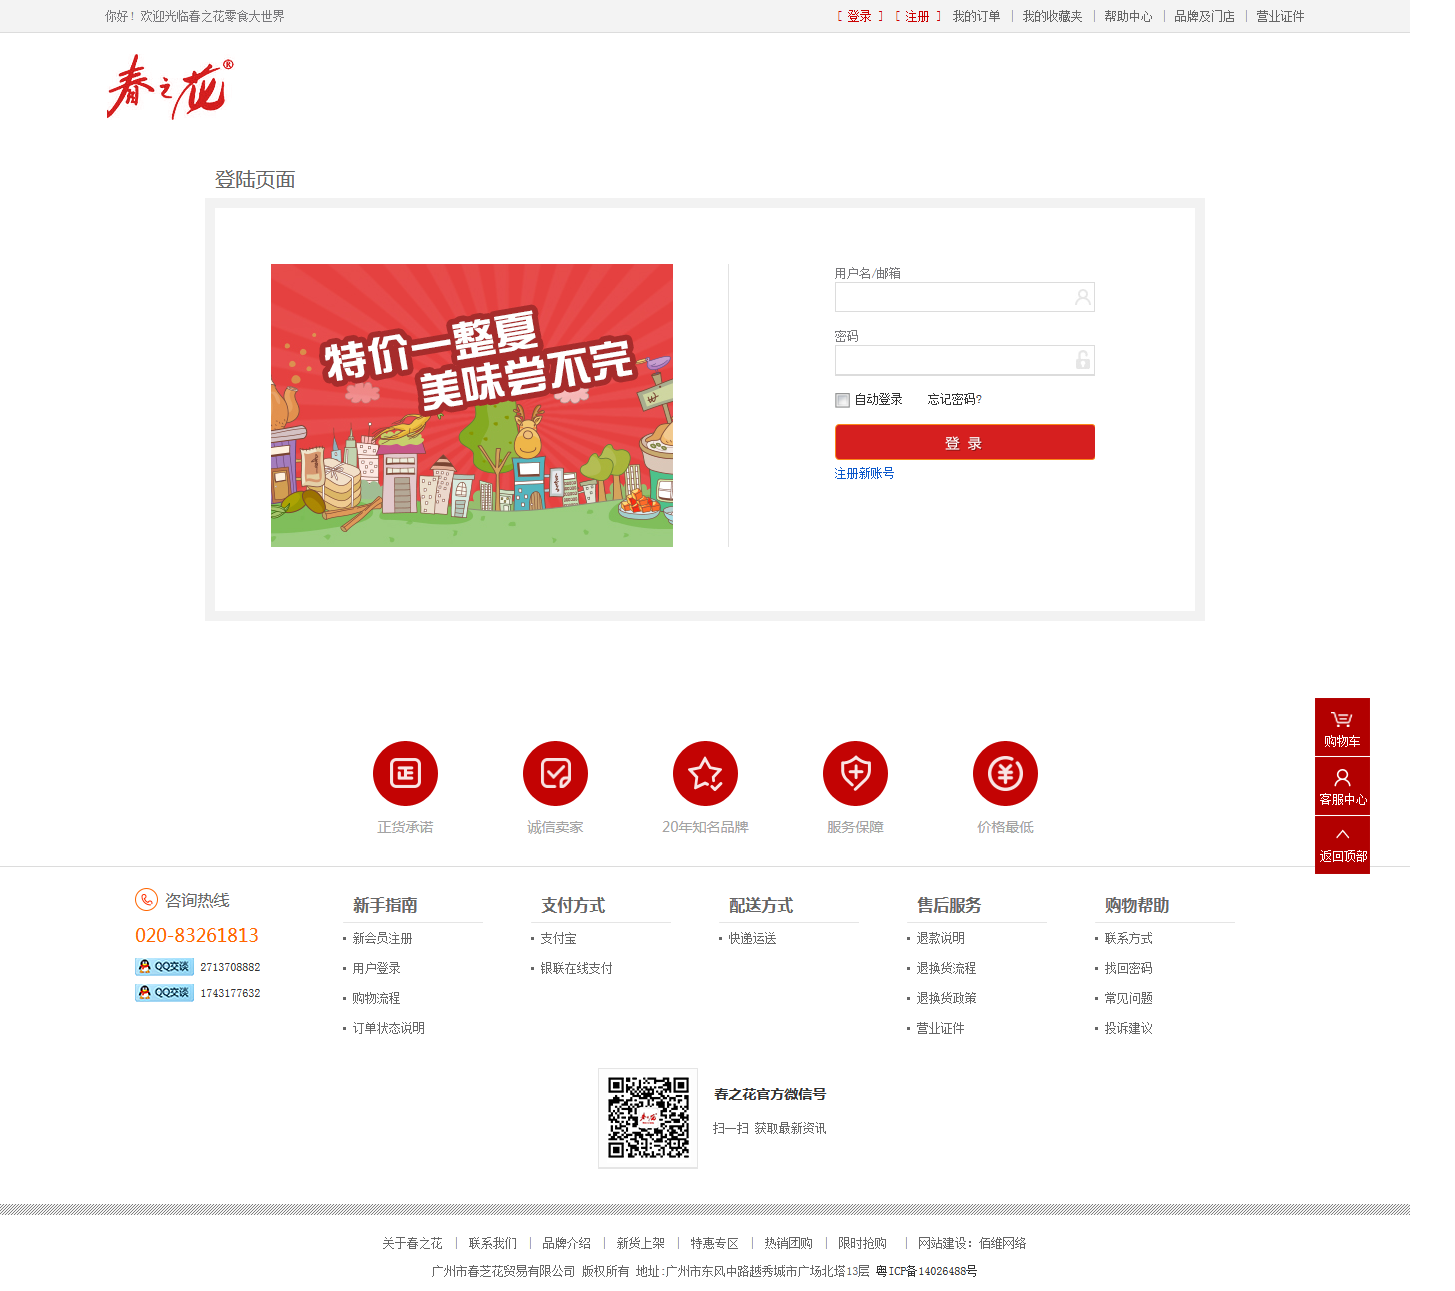 你好！欢迎光临春之花零食大世界
[ 登录 ] [ 注册 ] 我的订单 | 我的收藏夹 | 帮助中心 | 品牌及门店 | 营业证件
春之花®
登陆页面
特价一整夏
美味尝不完
用户名/邮箱
密码
自动登录 忘记密码?
登 录
注册新账号
购物车
客服中心
返回顶部
正货承诺 诚信卖家 20年知名品牌 服务保障 价格最低
咨询热线
020-83261813
QQ交谈 2713708882
QQ交谈 1743177632
新手指南
新会员注册
用户登录
购物流程
订单状态说明
支付方式
支付宝
银联在线支付
配送方式
快递运送
售后服务
退款说明
退换货流程
退换货政策
营业证件
购物帮助
联系方式
找回密码
常见问题
投诉建议
春之花官方微信号
扫一扫 获取最新资讯
关于春之花 | 联系我们 | 品牌介绍 | 新货上架 | 特惠专区 | 热销团购 | 限时抢购 | 网站建设：佰维网络
广州市春芝花贸易有限公司 版权所有 地址:广州市东风中路越秀城市广场北塔13层 粤ICP备14026488号